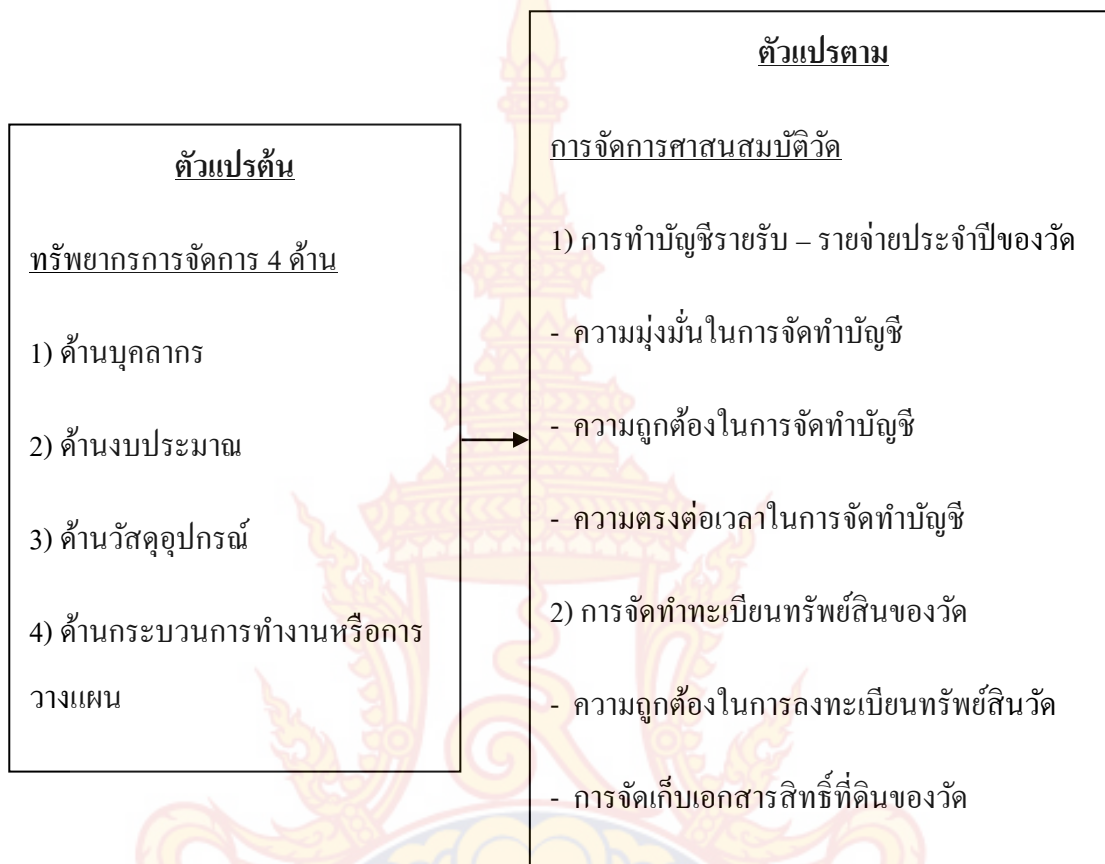 ตัวแปรต้น
ทรัพยากรการจัดการ 4 ด้าน
1) ด้านบุคลากร
2) ด้านงบประมาณ
3) ด้านวัสดุอุปกรณ์
4) ด้านกระบวนการทำงานหรือการ
วางแผน
ตัวแปรตาม
การจัดการศาสนสมบัติวัด
1) การทำบัญชีรายรับ – รายจ่ายประจำปีของวัด
- ความมุ่งมั่นในการจัดทำบัญชี
- ความถูกต้องในการจัดทำบัญชี
- ความตรงต่อเวลาในการจัดทำบัญชี
2) การจัดทำทะเบียนทรัพย์สินของวัด
- ความถูกต้องในการลงทะเบียนทรัพย์สินวัด
- การจัดเก็บเอกสารสิทธิ์ที่ดินของวัด